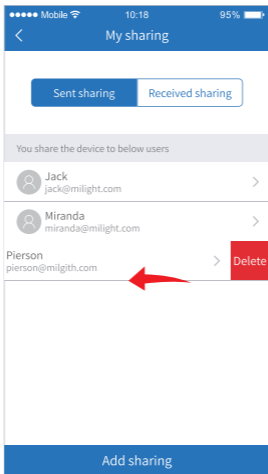 Mobile 10:18 95%
My sharing
Sent sharing Received sharing
You share the device to below users
Jack
jack@milight.com
Miranda
miranda@milight.com
Pierson
pierson@milgith.com
Delete
Add sharing